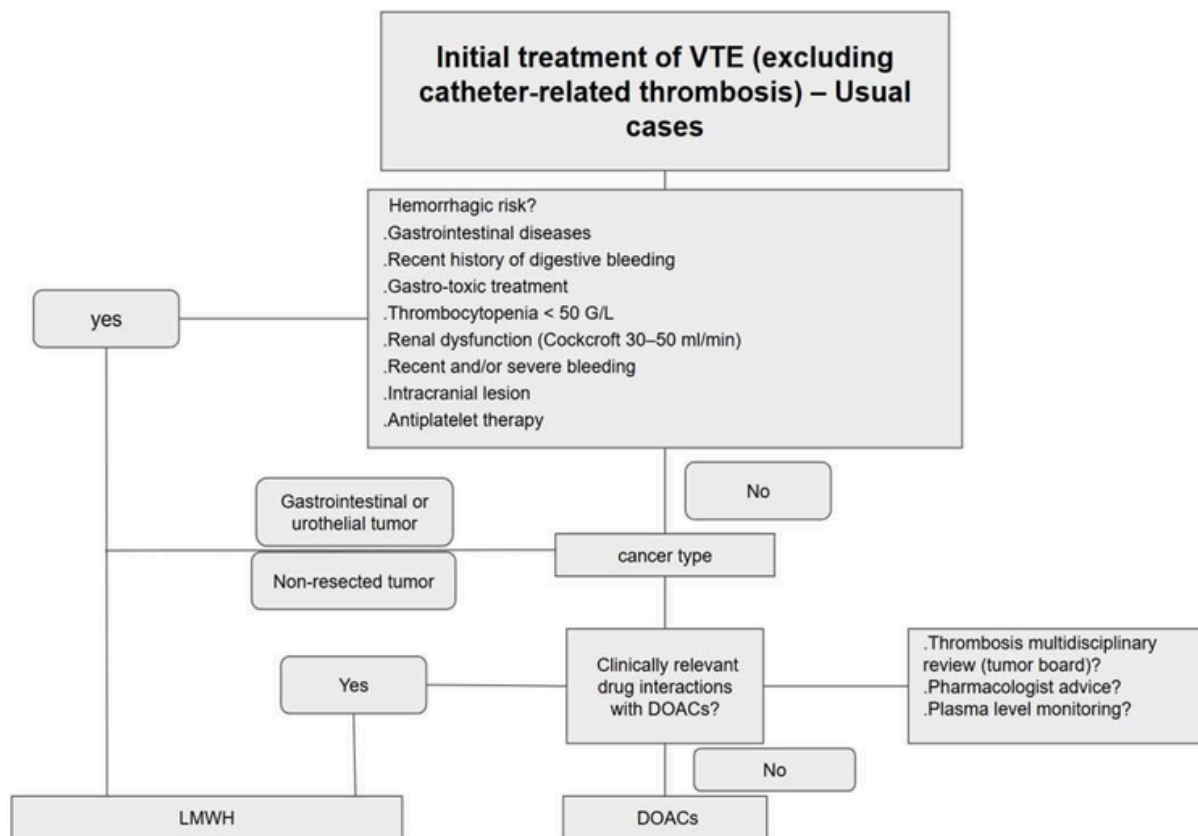 Initial treatment of VTE (excluding
catheter-related thrombosis) – Usual
cases
Hemorrhagic risk?
.Gastrointestinal diseases
.Recent history of digestive bleeding
.Gastro-toxic treatment
.Thrombocytopenia < 50 G/L
.Renal dysfunction (Cockcroft 30–50 ml/min)
.Recent and/or severe bleeding
.Intracranial lesion
.Antiplatelet therapy
yes
No
Gastrointestinal or
urothelial tumor
Non-resected tumor
cancer type
Yes
Clinically relevant
drug interactions
with DOACs?
.Thrombosis multidisciplinary
review (tumor board)?
.Pharmacologist advice?
.Plasma level monitoring?
No
LMWH
DOACs